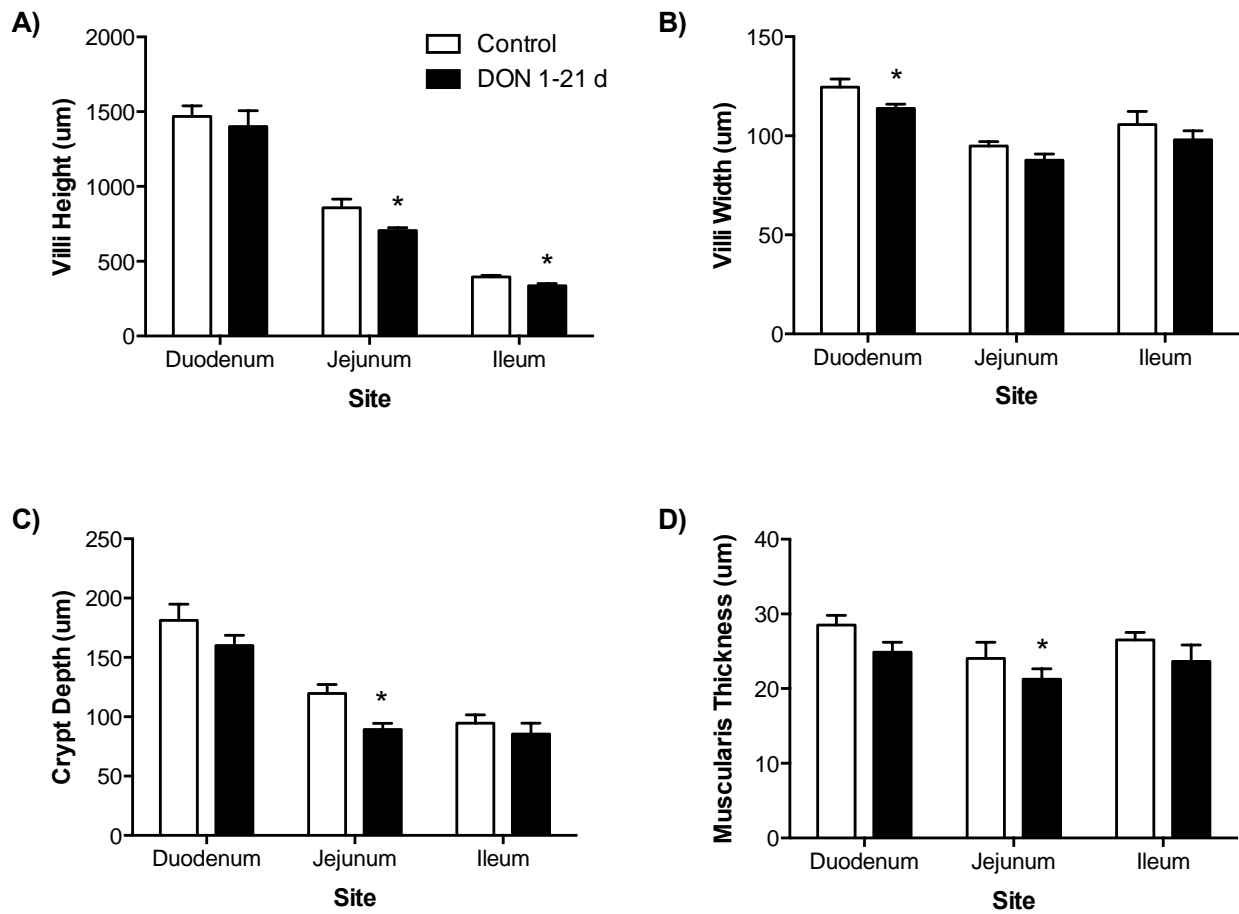 A)
Villi Height (um)
2000
1500
1000
500
0
Control
DON 1-21 d
*
*
Duodenum Jejunum Ileum
Site
B)
Villi Width (um)
150
100
50
0
*
Duodenum Jejunum Ileum
Site
C)
Crypt Depth (um)
250
200
150
100
50
0
*
Duodenum Jejunum Ileum
Site
D)
Muscularis Thickness (um)
40
30
20
10
0
*
Duodenum Jejunum Ileum
Site